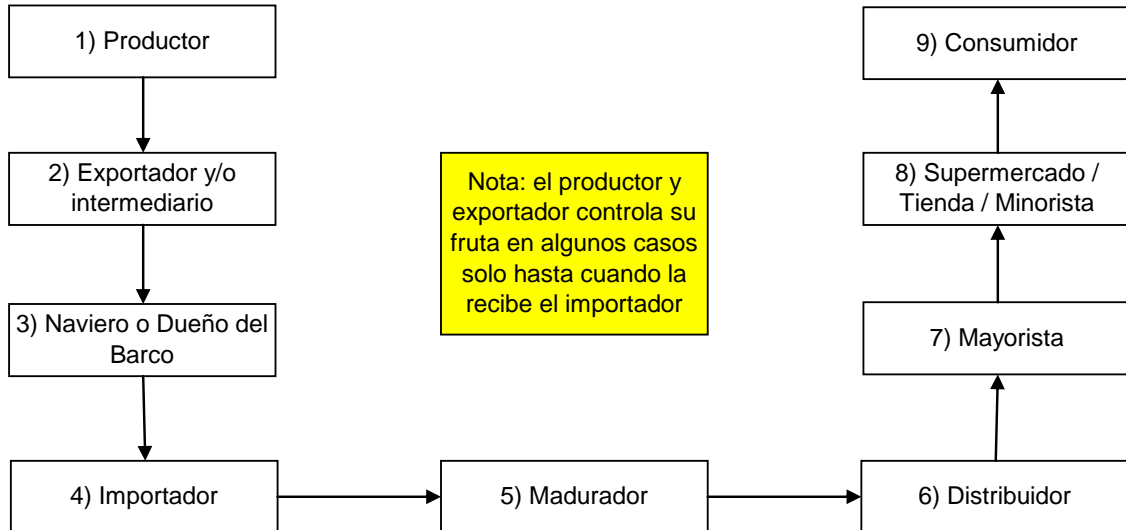 1) Productor
2) Exportador y/o
intermediario
3) Naviero o Dueño del
Barco
4) Importador
5) Madurador
6) Distribuidor
7) Mayorista
8) Supermercado /
Tienda / Minorista
9) Consumidor
Nota: el productor y
exportador controla su
fruta en algunos casos
solo hasta cuando la
recibe el importador